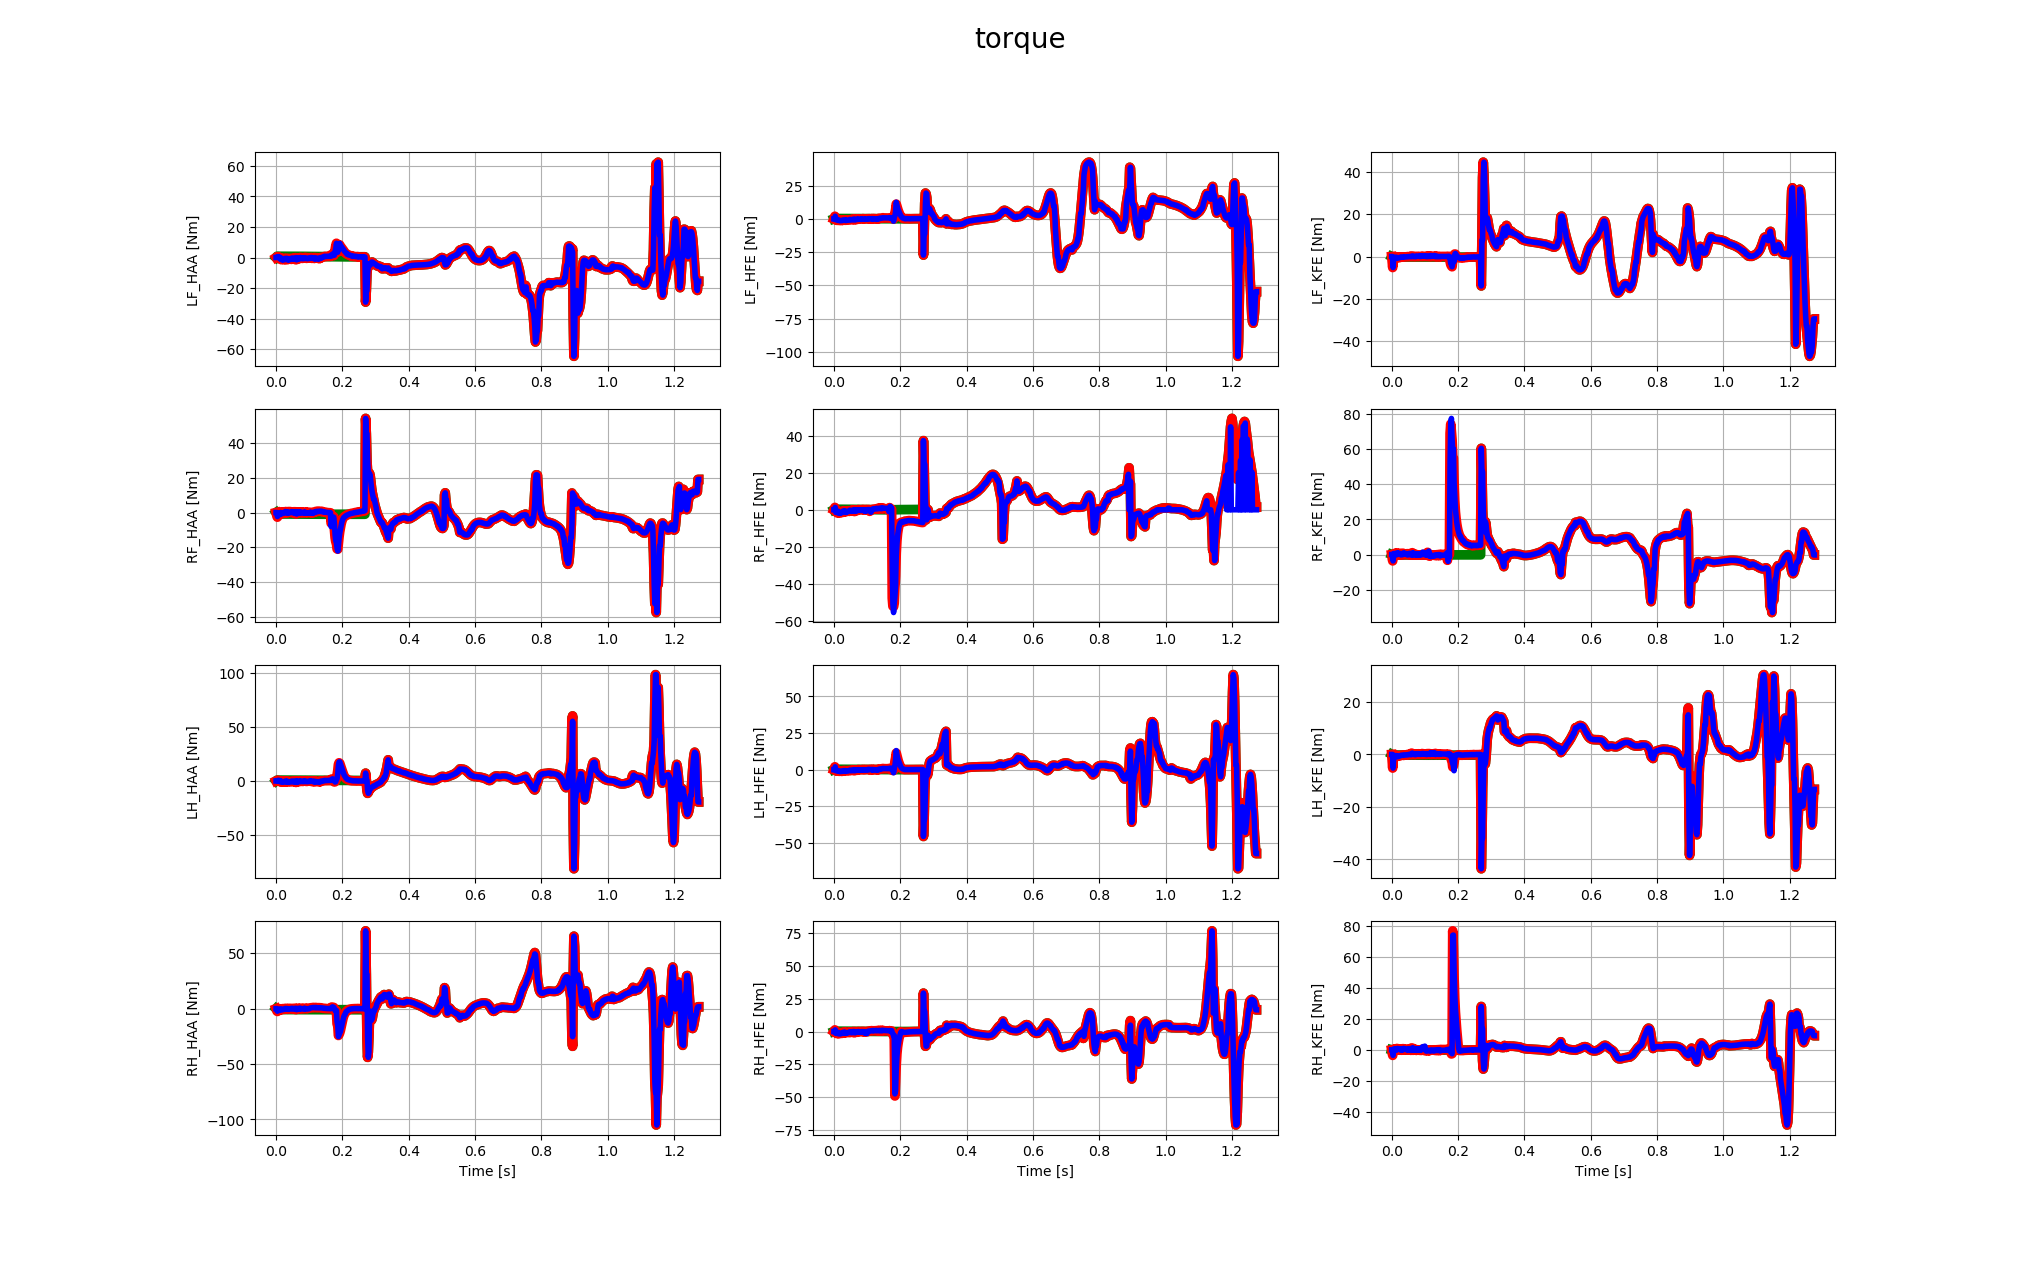 torque
60
40
20
0
−20
−40
−60
LF_HAA [Nm]
0.0 0.2 0.4 0.6 0.8 1.0 1.2
25
0
−25
−50
−75
−100
LF_HFE [Nm]
0.0 0.2 0.4 0.6 0.8 1.0 1.2
40
20
0
−20
−40
LF_KFE [Nm]
0.0 0.2 0.4 0.6 0.8 1.0 1.2
40
20
0
−20
−40
−60
RF_HAA [Nm]
0.0 0.2 0.4 0.6 0.8 1.0 1.2
40
20
0
−20
−40
−60
RF_HFE [Nm]
0.0 0.2 0.4 0.6 0.8 1.0 1.2
80
60
40
20
0
−20
RF_KFE [Nm]
0.0 0.2 0.4 0.6 0.8 1.0 1.2
100
50
0
−50
LH_HAA [Nm]
0.0 0.2 0.4 0.6 0.8 1.0 1.2
50
25
0
−25
−50
LH_HFE [Nm]
0.0 0.2 0.4 0.6 0.8 1.0 1.2
20
0
−20
−40
LH_KFE [Nm]
0.0 0.2 0.4 0.6 0.8 1.0 1.2
50
0
−50
−100
RH_HAA [Nm]
0.0 0.2 0.4 0.6 0.8 1.0 1.2
Time [s]
75
50
25
0
−25
−50
−75
RH_HFE [Nm]
0.0 0.2 0.4 0.6 0.8 1.0 1.2
Time [s]
80
60
40
20
0
−20
−40
RH_KFE [Nm]
0.0 0.2 0.4 0.6 0.8 1.0 1.2
Time [s]